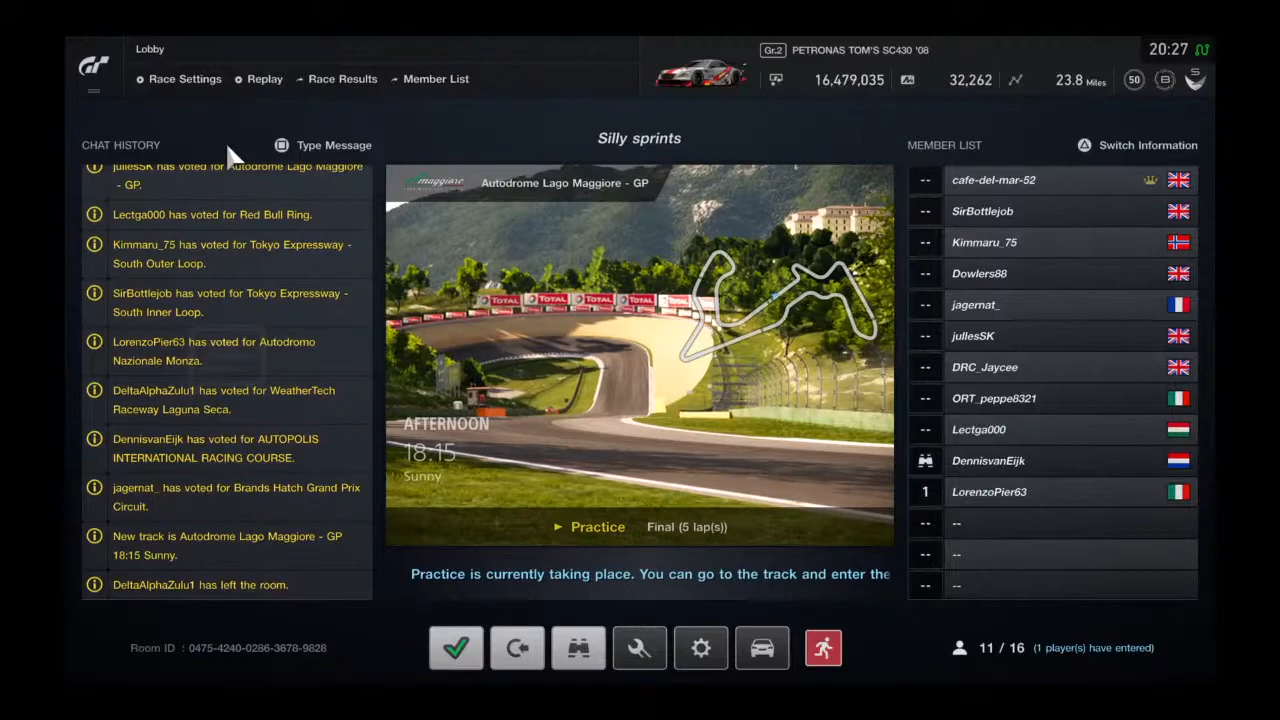 Lobby
Race Settings
Replay
Race Results
Member List
Gr.2
PETRONAS TOM'S SC430 '08
20:27
16,479,035
32,262
23.8 Miles
50
B
S
Silly sprints
CHAT HISTORY
Type Message
jullesSK has voted for Autodrome Lago Maggiore
- GP.
Lectga000 has voted for Red Bull Ring.
Kimmaru_75 has voted for Tokyo Expressway -
South Outer Loop.
SirBottlejob has voted for Tokyo Expressway -
South Inner Loop.
LorenzoPier63 has voted for Autodromo
Nazionale Monza.
DeltaAlphaZulu1 has voted for WeatherTech
Raceway Laguna Seca.
DennisvanEijk has voted for AUTOPOLIS
INTERNATIONAL RACING COURSE.
jagernat_ has voted for Brands Hatch Grand Prix
Circuit.
New track is Autodrome Lago Maggiore - GP
18:15 Sunny.
DeltaAlphaZulu1 has left the room.
maggiore
Autodrome Lago Maggiore - GP
TOTAL TOTAL TOTAL TOTAL TOTAL
AFTERNOON
18:15
Sunny
Practice
Final (5 lap(s))
Practice is currently taking place. You can go to the track and enter the
MEMBER LIST
Switch Information
-- cafe-del-mar-52
-- SirBottlejob
-- Kimmaru_75
-- Dowlers88
-- jagernat_
-- jullesSK
-- DRC_Jaycee
-- ORT_peppe8321
-- Lectga000
DennisvanEijk
1 LorenzoPier63
-- --
-- --
-- --
Room ID : 0475-4240-0286-3678-9828
11 / 16 (1 player(s) have entered)